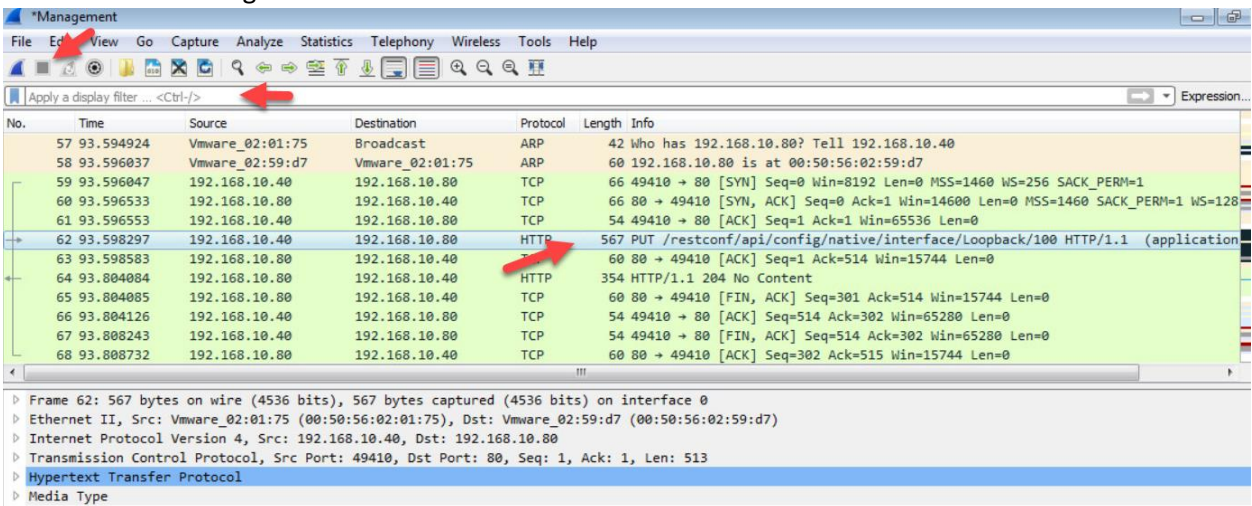 *Management
File Edit View Go Capture Analyze Statistics Telephony Wireless Tools Help
Apply a display filter ... <Ctrl-/> Expression...
No. Time Source Destination Protocol Length Info
57 93.594924 Vmware_02:01:75 Broadcast ARP 42 Who has 192.168.10.80? Tell 192.168.10.40
58 93.596037 Vmware_02:59:d7 Vmware_02:01:75 ARP 60 192.168.10.80 is at 00:50:56:02:59:d7
59 93.596047 192.168.10.40 192.168.10.80 TCP 66 49410 → 80 [SYN] Seq=0 Win=8192 Len=0 MSS=1460 WS=256 SACK_PERM=1
60 93.596533 192.168.10.80 192.168.10.40 TCP 66 80 → 49410 [SYN, ACK] Seq=0 Ack=1 Win=14600 Len=0 MSS=1460 SACK_PERM=1 WS=128
61 93.596553 192.168.10.40 192.168.10.80 TCP 54 49410 → 80 [ACK] Seq=1 Ack=1 Win=65536 Len=0
62 93.598297 192.168.10.40 192.168.10.80 HTTP 567 PUT /restconf/api/config/native/interface/Loopback/100 HTTP/1.1 (application
63 93.598583 192.168.10.80 192.168.10.40 TCP 60 80 → 49410 [ACK] Seq=1 Ack=514 Win=15744 Len=0
64 93.804084 192.168.10.80 192.168.10.40 HTTP 354 HTTP/1.1 204 No Content
65 93.804085 192.168.10.80 192.168.10.40 TCP 60 80 → 49410 [FIN, ACK] Seq=301 Ack=514 Win=15744 Len=0
66 93.804126 192.168.10.40 192.168.10.80 TCP 54 49410 → 80 [ACK] Seq=514 Ack=302 Win=65280 Len=0
67 93.808243 192.168.10.40 192.168.10.80 TCP 54 49410 → 80 [FIN, ACK] Seq=514 Ack=302 Win=65280 Len=0
68 93.808732 192.168.10.80 192.168.10.40 TCP 60 80 → 49410 [ACK] Seq=302 Ack=515 Win=15744 Len=0
Frame 62: 567 bytes on wire (4536 bits), 567 bytes captured (4536 bits) on interface 0
Ethernet II, Src: Vmware_02:01:75 (00:50:56:02:01:75), Dst: Vmware_02:59:d7 (00:50:56:02:59:d7)
Internet Protocol Version 4, Src: 192.168.10.40, Dst: 192.168.10.80
Transmission Control Protocol, Src Port: 49410, Dst Port: 80, Seq: 1, Ack: 1, Len: 513
Hypertext Transfer Protocol
Media Type